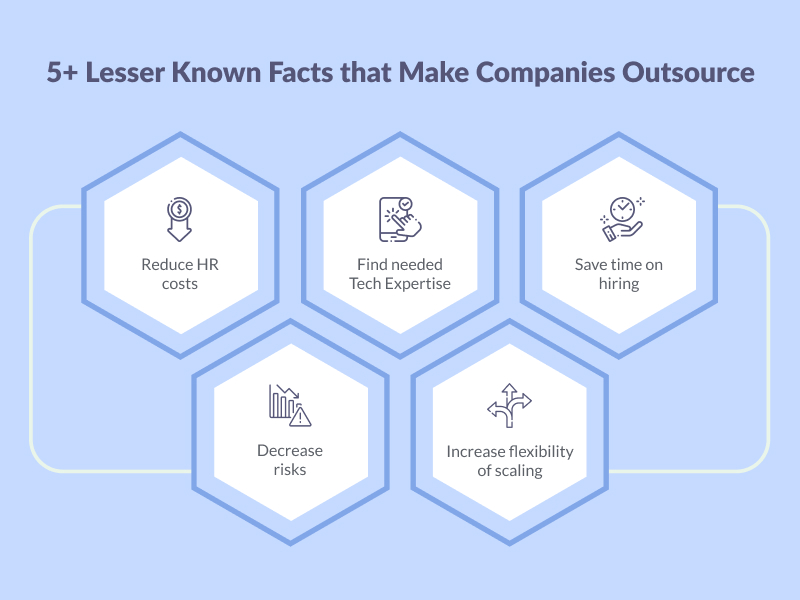 5+ Lesser Known Facts that Make Companies Outsource
$
Reduce HR
costs
Find needed
Tech Expertise
Save time on
hiring
Decrease
risks
Increase flexibility
of scaling